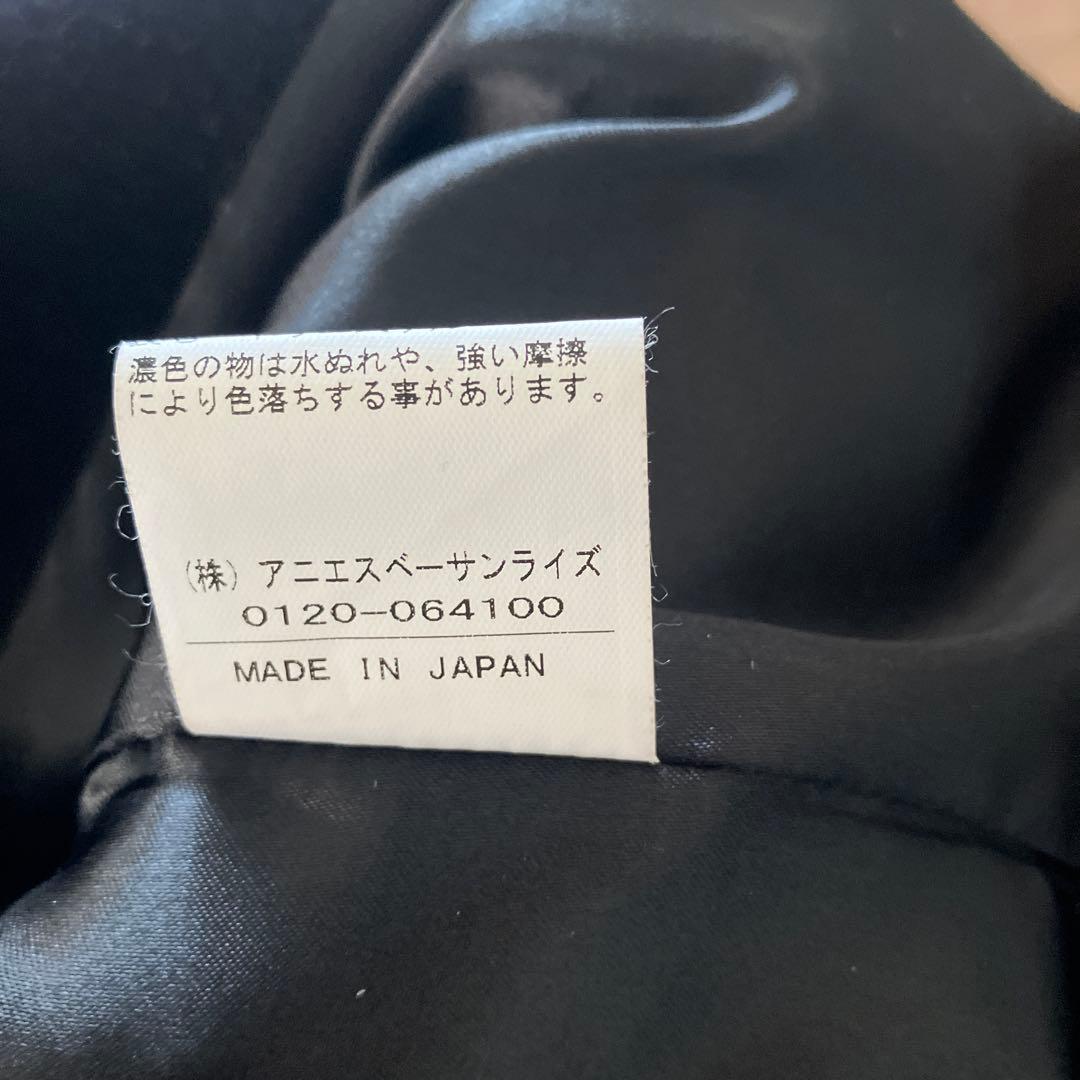 濃色の物は水ぬれや、強い摩擦
により色落ちする事があります。
(株) アニエスベーサンライズ
0120-064100
MADE IN JAPAN